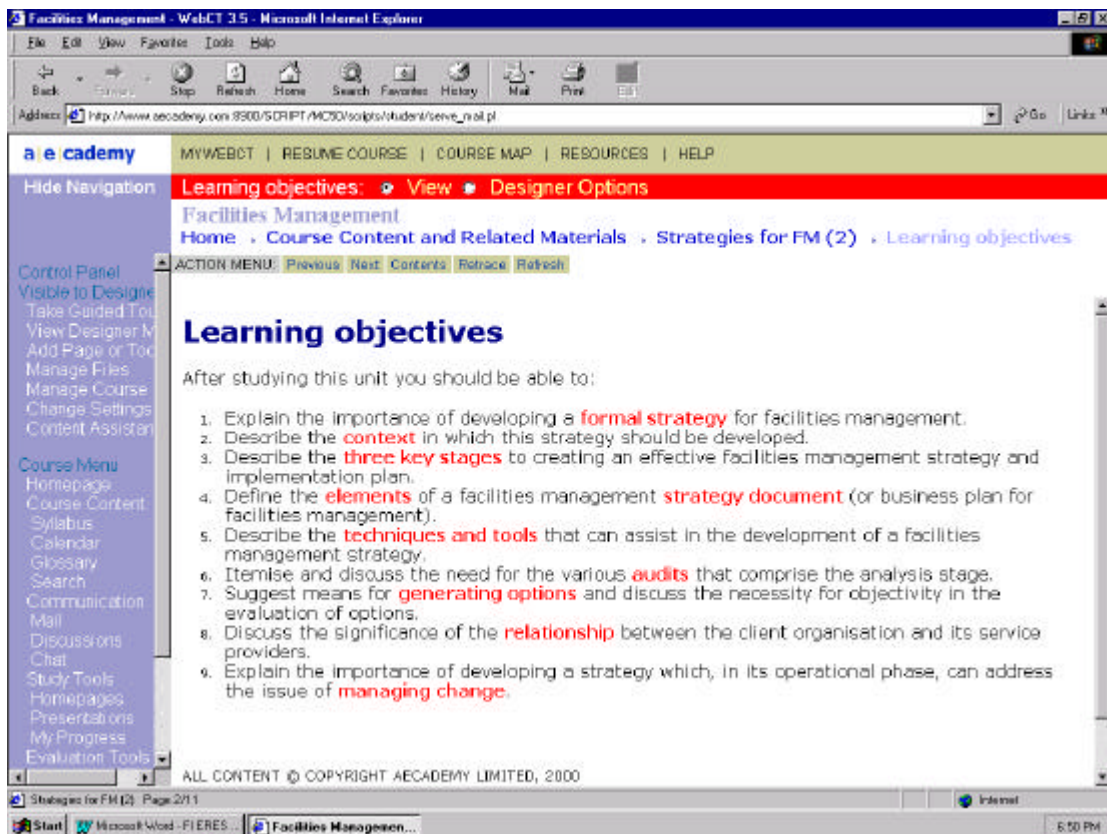 Facilities Management - WebCT 3.5 - Microsoft Internet Explorer
File Edit View Favorites Tools Help
Back Stop Refresh Home Search Favorites History Mail Print
Address http://www.aecademy.com:8900/SCRIPT/MC5D/scripts/student/serve_mail.pl Go Links
a|e|cademy MYWEBCT | RESUME COURSE | COURSE MAP | RESOURCES | HELP
Hide Navigation Learning objectives: View Designer Options
Facilities Management
Home Course Content and Related Materials Strategies for FM (2) Learning objectives
ACTION MENU: Previous Next Contents Retrace Refresh
Control Panel
Visible to Designe
Take Guided Tou
View Designer M
Add Page or Too
Manage Files
Manage Course
Change Settings
Content Assistan
Course Menu
Homepage
Course Content
Syllabus
Calendar
Glossary
Search
Communication
Mail
Discussions
Chat
Study Tools
Homepages
Presentations
My Progress
Evaluation Tools
Learning objectives
After studying this unit you should be able to:
1. Explain the importance of developing a formal strategy for facilities management.
2. Describe the context in which this strategy should be developed.
3. Describe the three key stages to creating an effective facilities management strategy and
implementation plan.
4. Define the elements of a facilities management strategy document (or business plan for
facilities management).
5. Describe the techniques and tools that can assist in the development of a facilities
management strategy.
6. Itemise and discuss the need for the various audits that comprise the analysis stage.
7. Suggest means for generating options and discuss the necessity for objectivity in the
evaluation of options.
8. Discuss the significance of the relationship between the client organisation and its service
providers.
9. Explain the importance of developing a strategy which, in its operational phase, can address
the issue of managing change.
ALL CONTENT © COPYRIGHT AECADEMY LIMITED, 2000
Strategies for FM (2) Page 2/11 Internet
Start Microsoft Word - FIERES... Facilities Managemen... 6:50 PM